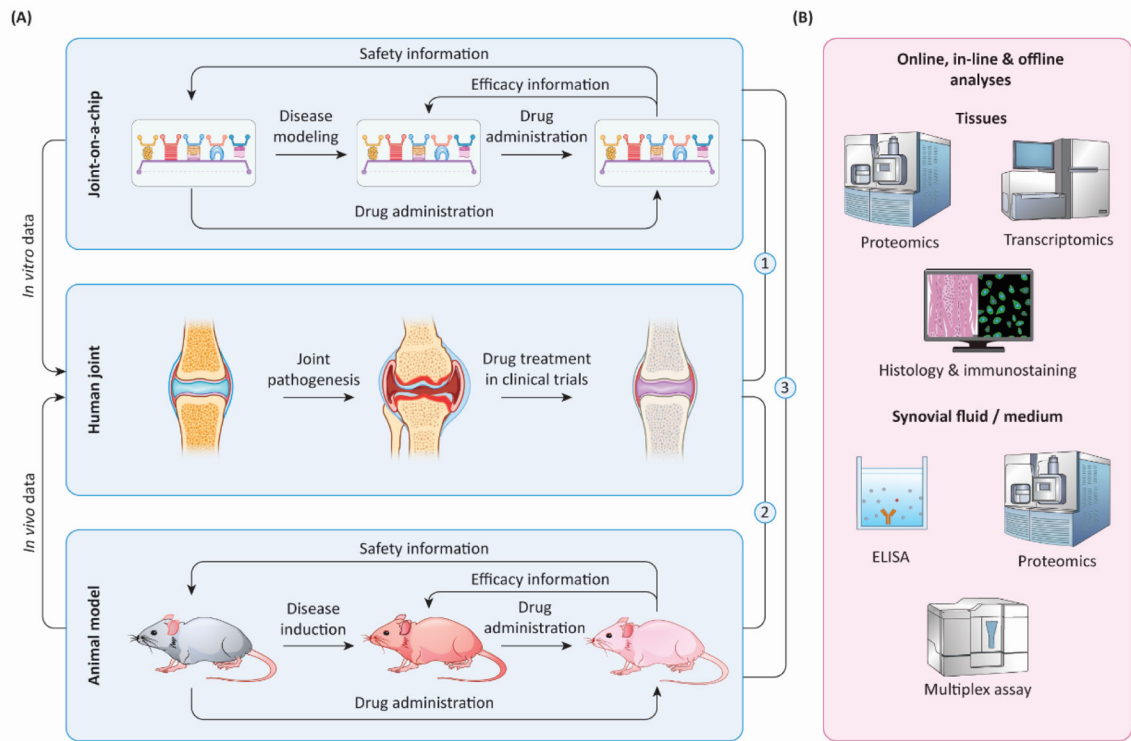 (A)
Joint-on-a-chip
Safety information
Efficacy information
Disease
modeling
Drug
administration
Drug administration
In vitro data
1
Human joint
Joint
pathogenesis
Drug treatment
in clinical trials
3
In vivo data
2
Animal model
Safety information
Efficacy information
Disease
induction
Drug
administration
Drug administration
(B)
Online, in-line & offline
analyses
Tissues
Proteomics
Transcriptomics
Histology & immunostaining
Synovial fluid / medium
ELISA
Proteomics
Multiplex assay